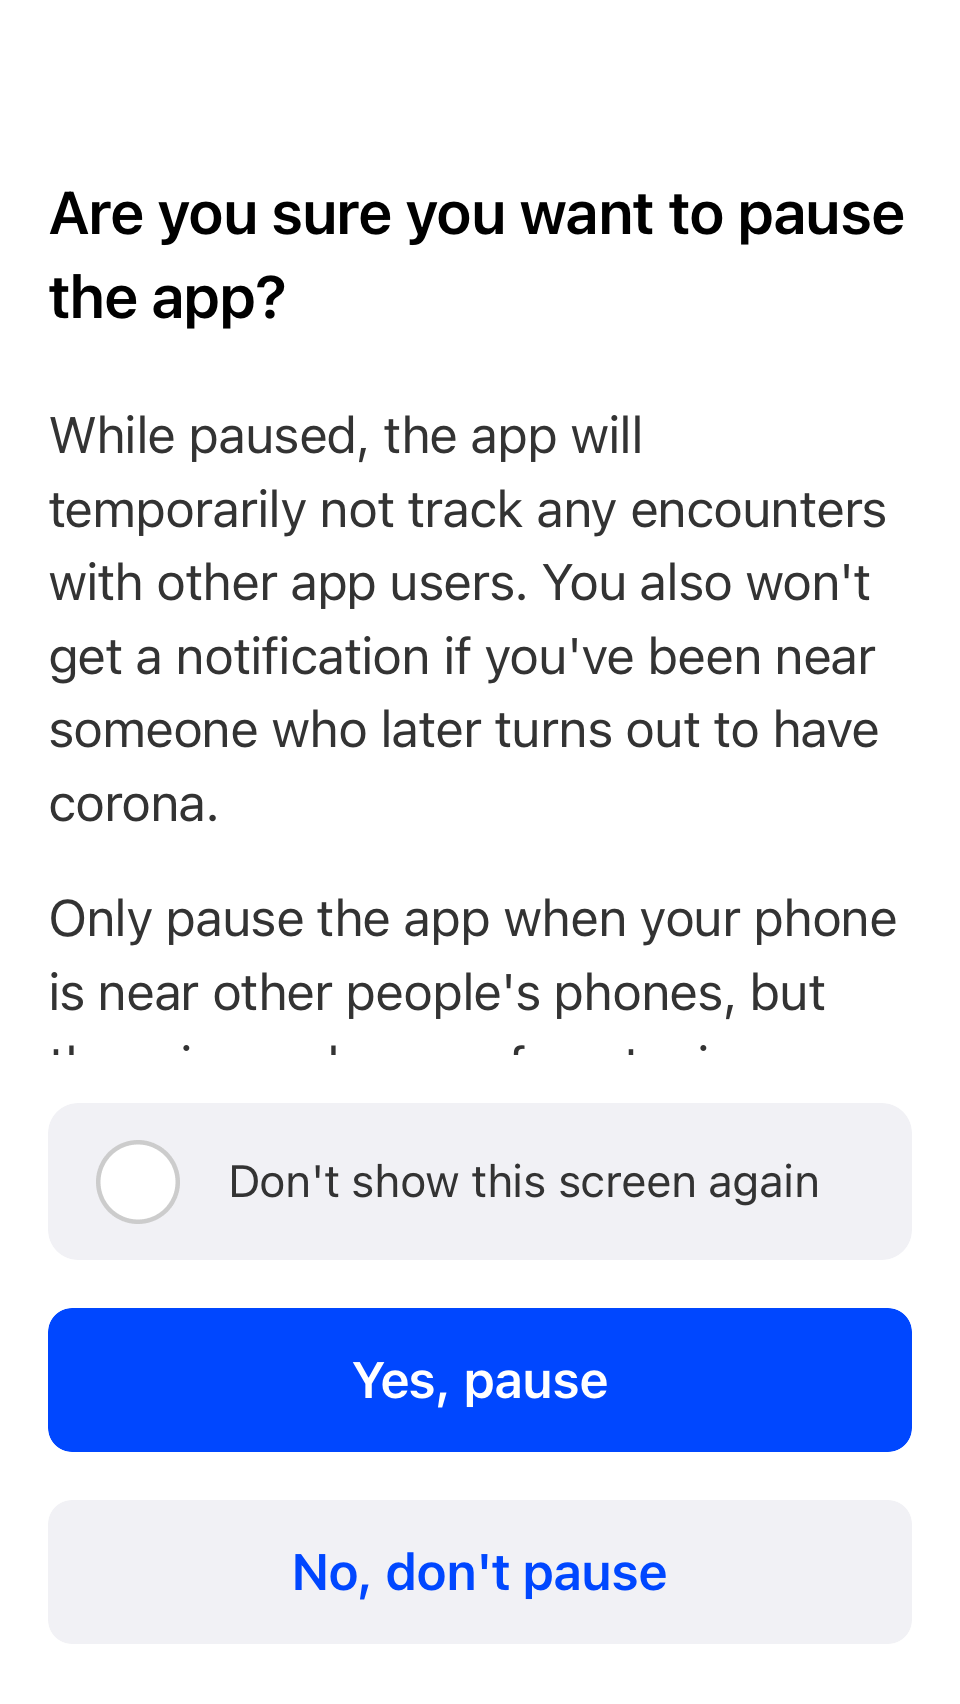 Are you sure you want to pause
the app?
While paused, the app will
temporarily not track any encounters
with other app users. You also won't
get a notification if you've been near
someone who later turns out to have
corona.
Only pause the app when your phone
is near other people's phones, but
Don't show this screen again
Yes, pause
No, don't pause